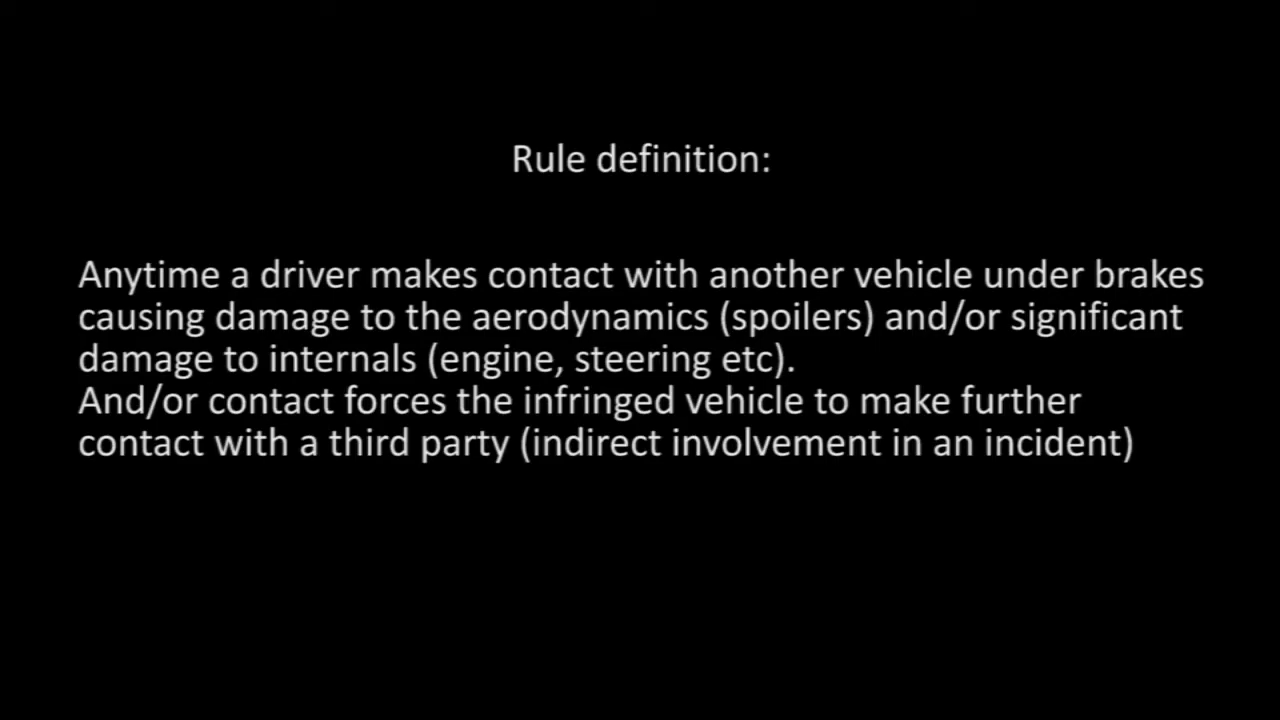 Rule definition:
Anytime a driver makes contact with another vehicle under brakes
causing damage to the aerodynamics (spoilers) and/or significant
damage to internals (engine, steering etc).
And/or contact forces the infringed vehicle to make further
contact with a third party (indirect involvement in an incident)